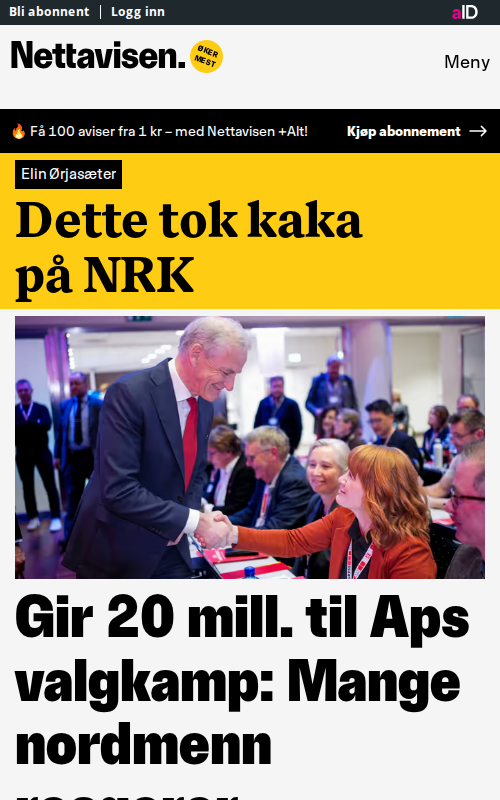 Bli abonnent | Logg inn
aID
Nettavisen.
ØKER
MEST
Meny
🔥 Få 100 aviser fra 1 kr – med Nettavisen +Alt!
Kjøp abonnement →
Elin Ørjasæter
Dette tok kaka
på NRK
Gir 20 mill. til Aps
valgkamp: Mange
nordmenn